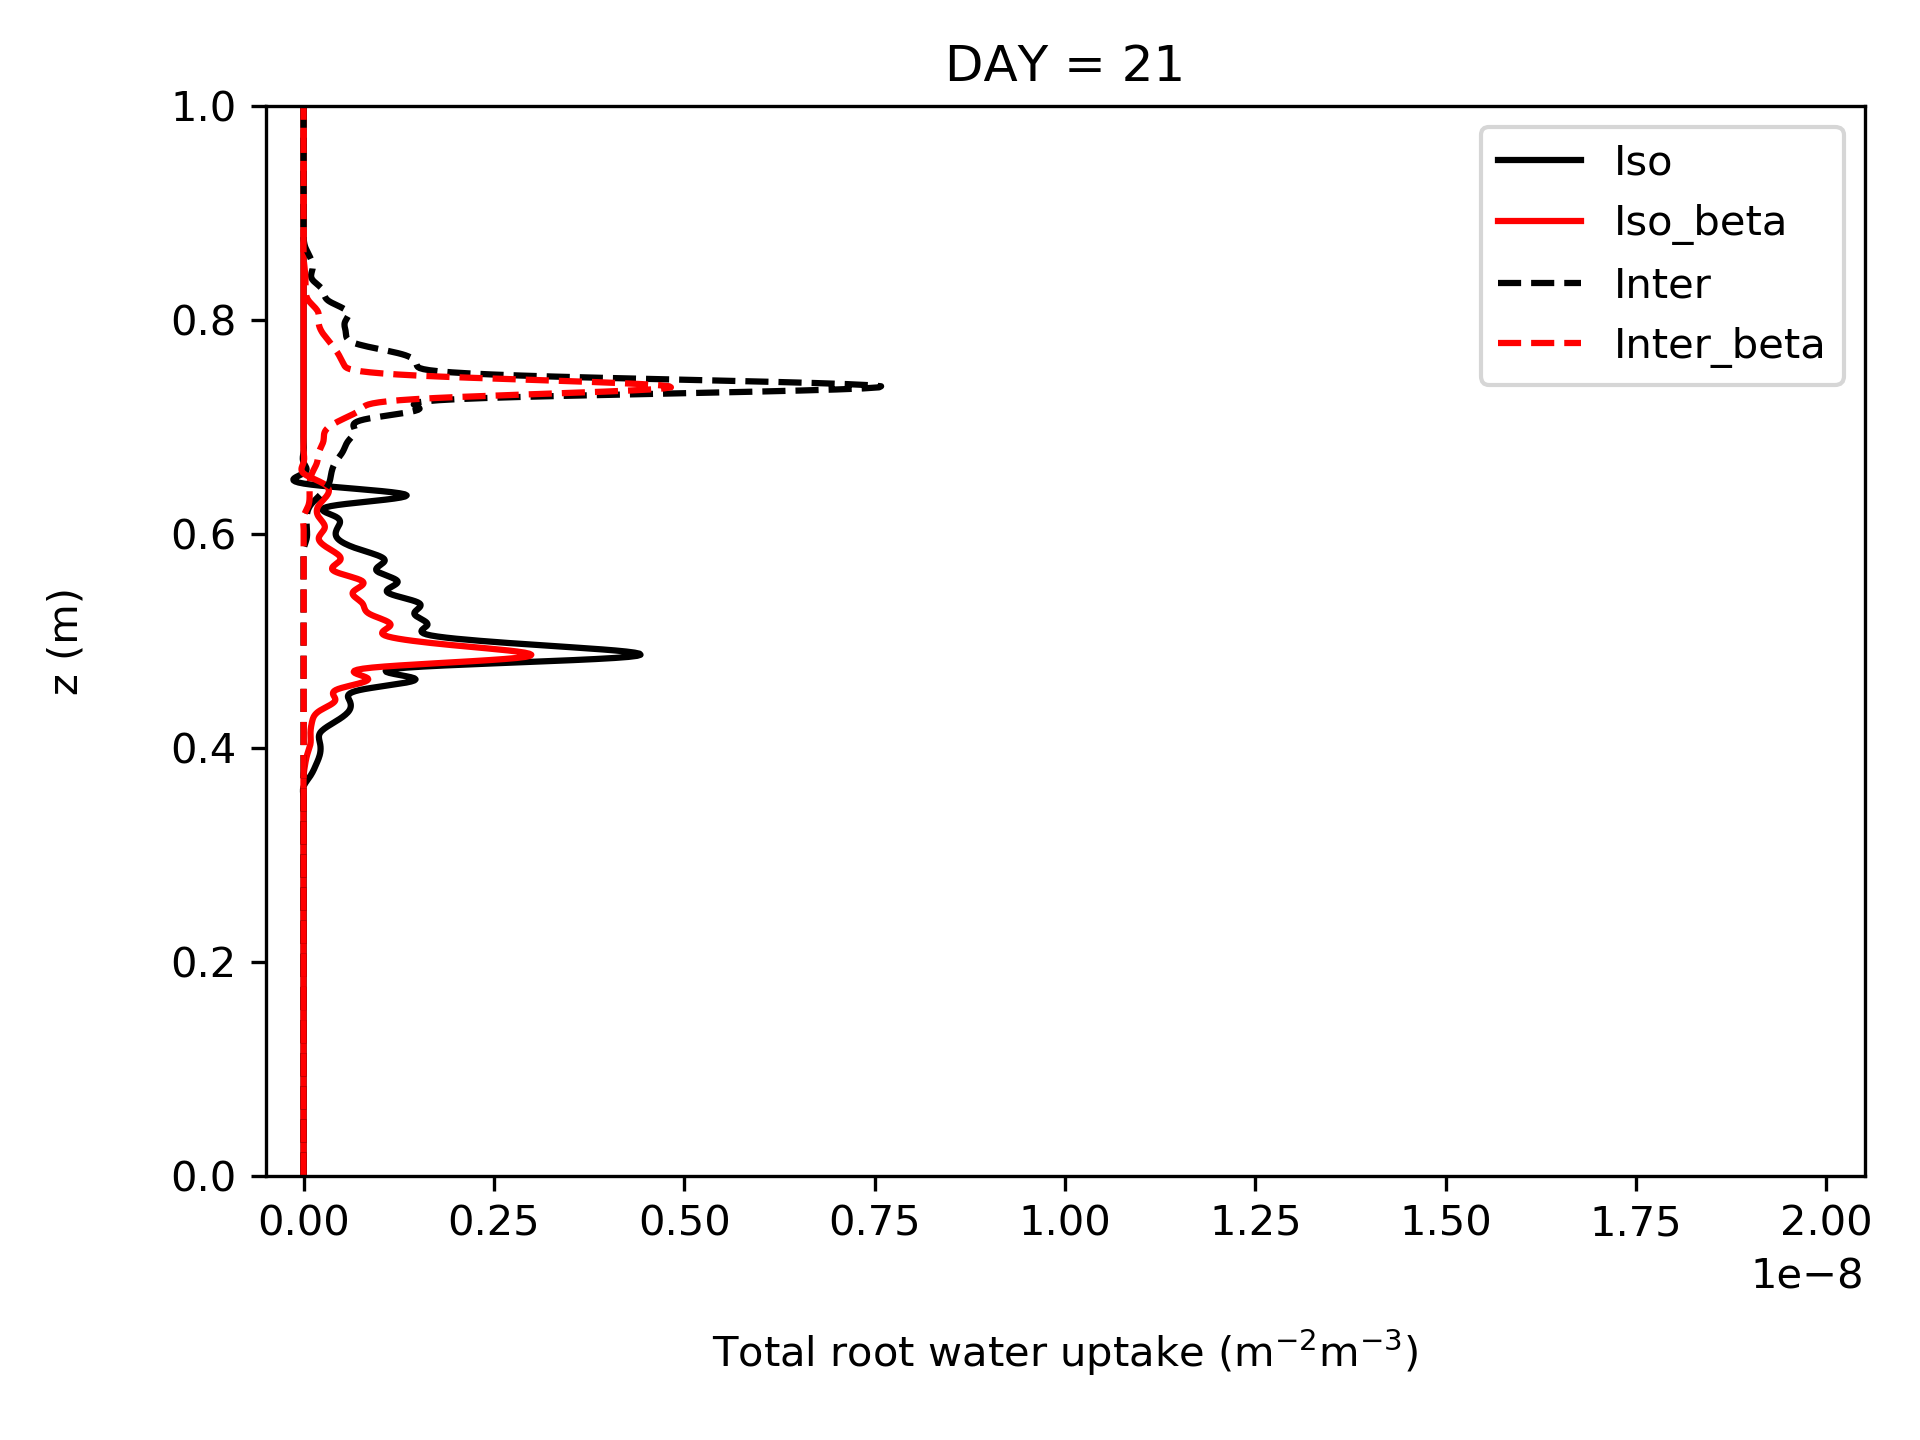 DAY = 21
1.0
0.8
0.6
0.4
0.2
0.0
z (m)
Iso
Iso_beta
Inter
Inter_beta
0.00 0.25 0.50 0.75 1.00 1.25 1.50 1.75 2.00
1e−8
Total root water uptake (m⁻²m⁻³)